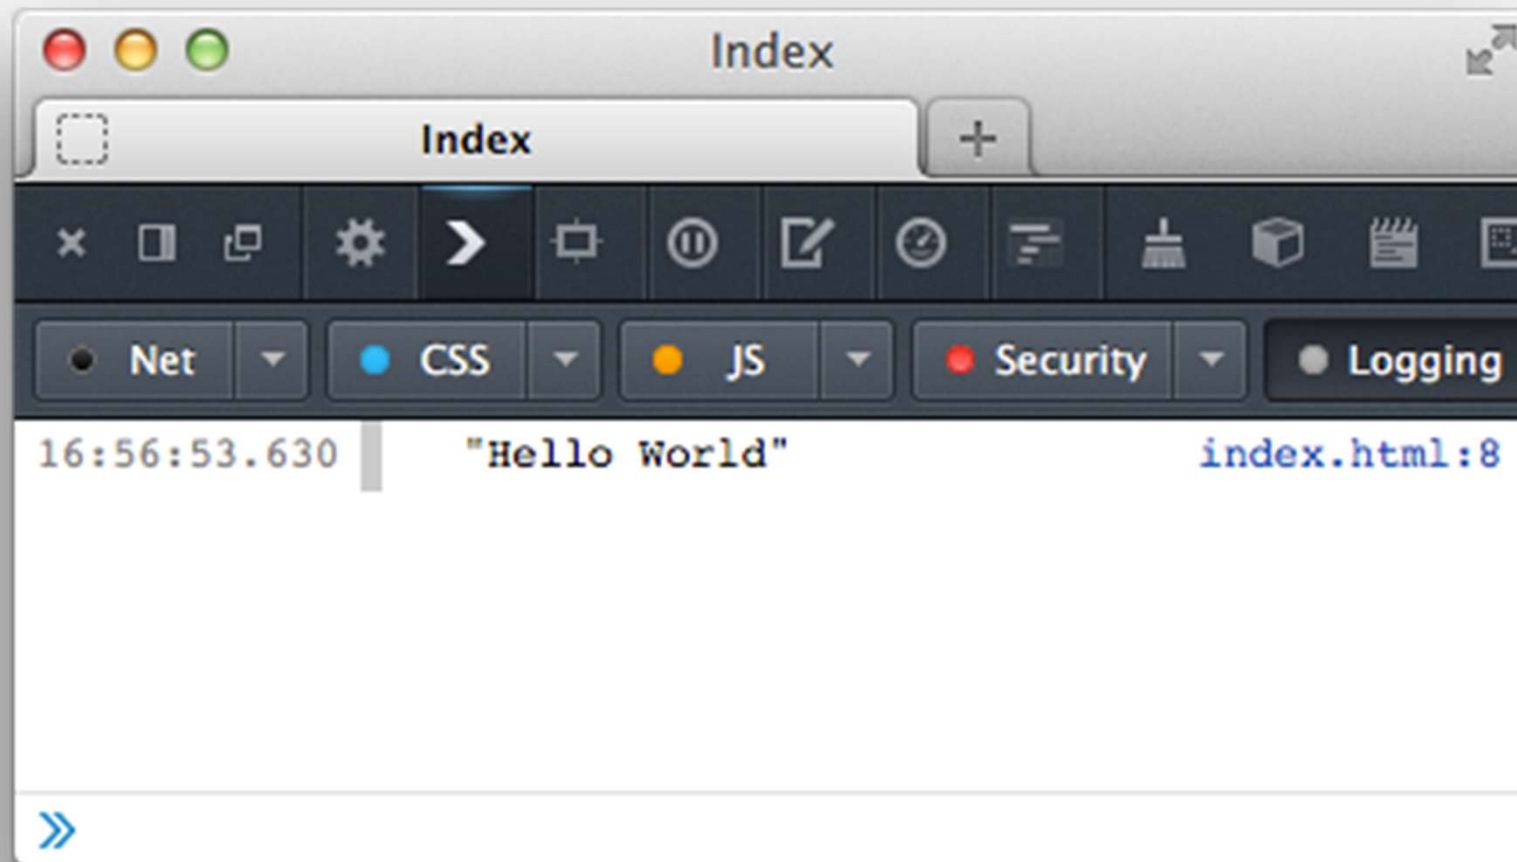 Index
Index
Net CSS JS Security Logging
16:56:53.630 "Hello World" index.html:8